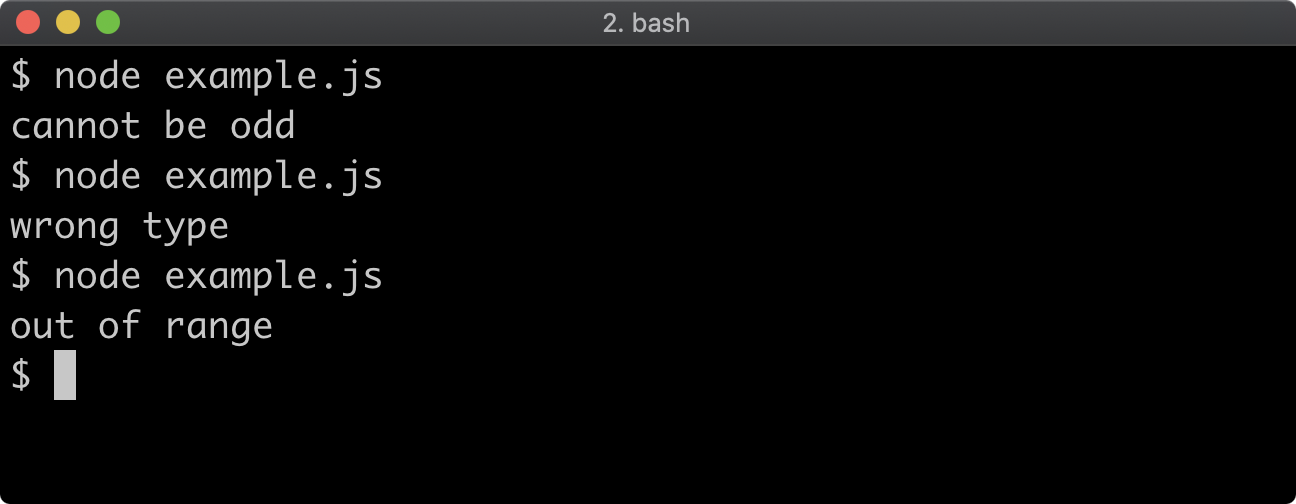 2. bash
$ node example.js
cannot be odd
$ node example.js
wrong type
$ node example.js
out of range
$